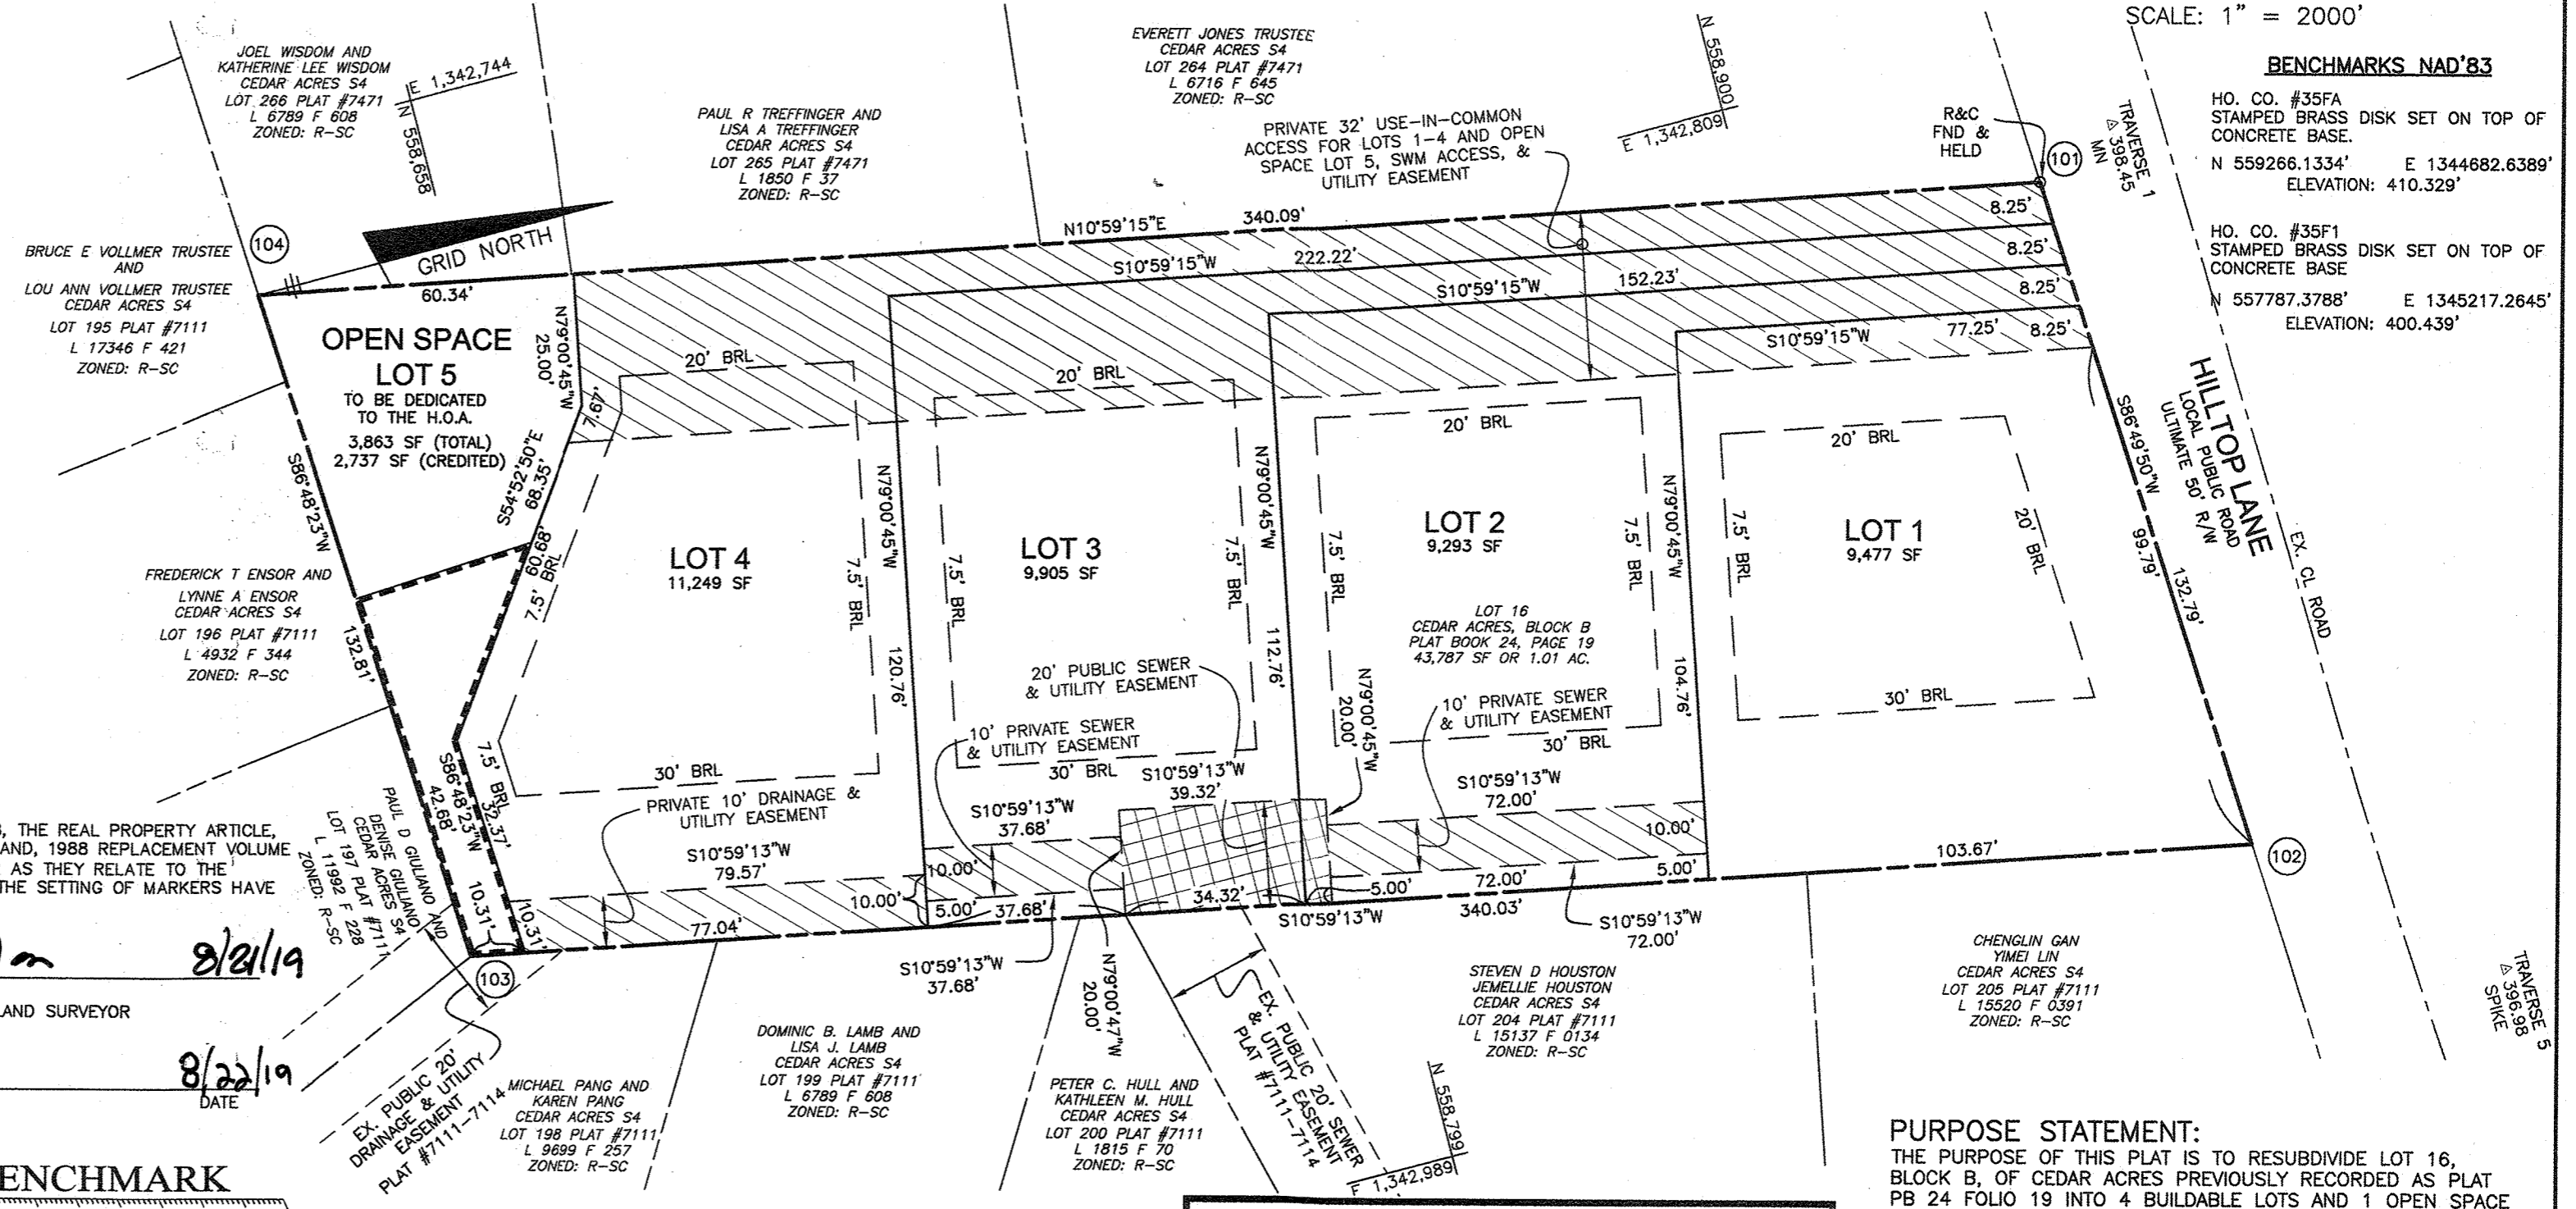 SCALE: 1" = 2000'
BENCHMARKS NAD'83
HO. CO. #35FA
STAMPED BRASS DISK SET ON TOP OF
CONCRETE BASE.
N 559266.1334' E 1344682.6389'
ELEVATION: 410.329'
HO. CO. #35F1
STAMPED BRASS DISK SET ON TOP OF
CONCRETE BASE
N 557787.3788' E 1345217.2645'
ELEVATION: 400.439'
JOEL WISDOM AND
KATHERINE LEE WISDOM
CEDAR ACRES S4
LOT 266 PLAT #7471
L 6789 F 608
ZONED: R-SC
E 1,342,744
N 558,658
PAUL R TREFFINGER AND
LISA A TREFFINGER
CEDAR ACRES S4
LOT 265 PLAT #7471
L 1850 F 37
ZONED: R-SC
EVERETT JONES TRUSTEE
CEDAR ACRES S4
LOT 264 PLAT #7471
L 6716 F 645
ZONED: R-SC
PRIVATE 32' USE-IN-COMMON
ACCESS FOR LOTS 1-4 AND OPEN
SPACE LOT 5, SWM ACCESS, &
UTILITY EASEMENT
N 558,900
E 1,342,809
R&C
FND &
HELD
101
TRAVERSE 1
398.45
MN
104
GRID NORTH
BRUCE E VOLLMER TRUSTEE
AND
LOU ANN VOLLMER TRUSTEE
CEDAR ACRES S4
LOT 195 PLAT #7111
L 17346 F 421
ZONED: R-SC
60.34'
N10°59'15"E
340.09'
8.25'
S10°59'15"W
222.22'
8.25'
S10°59'15"W
152.23'
8.25'
S10°59'15"W
77.25'
8.25'
OPEN SPACE
LOT 5
TO BE DEDICATED
TO THE H.O.A.
3,863 SF (TOTAL)
2,737 SF (CREDITED)
N79°00'45"W
25.00'
7.67'
S54°52'50"E
68.35'
60.68'
7.5' BRL
S86°48'23"W
132.81'
20' BRL
LOT 4
11,249 SF
7.5' BRL
30' BRL
N79°00'45"W
120.76'
20' BRL
7.5' BRL
LOT 3
9,905 SF
7.5' BRL
30' BRL
N79°00'45"W
112.76'
20' BRL
7.5' BRL
LOT 2
9,293 SF
7.5' BRL
LOT 16
CEDAR ACRES, BLOCK B
PLAT BOOK 24, PAGE 19
43,787 SF OR 1.01 AC.
30' BRL
N79°00'45"W
104.76'
20' BRL
7.5' BRL
LOT 1
9,477 SF
20' BRL
30' BRL
S86°49'50"W
99.79'
132.79'
HILLTOP LANE
LOCAL PUBLIC ROAD
ULTIMATE 50' R/W
EX. CL ROAD
FREDERICK T ENSOR AND
LYNNE A ENSOR
CEDAR ACRES S4
LOT 196 PLAT #7111
L 4932 F 344
ZONED: R-SC
20' PUBLIC SEWER
& UTILITY EASEMENT
10' PRIVATE SEWER
& UTILITY EASEMENT
10' PRIVATE SEWER
& UTILITY EASEMENT
N79°00'45"W
20.00'
PRIVATE 10' DRAINAGE &
UTILITY EASEMENT
S10°59'13"W
79.57'
S10°59'13"W
37.68'
S10°59'13"W
39.32'
S10°59'13"W
72.00'
7.5' BRL
32.37'
S86°48'23"W
42.68'
10.31'
10.31'
77.04'
10.00'
10.00'
5.00'
37.68'
34.32'
5.00'
72.00'
10.00'
5.00'
103.67'
S10°59'13"W
340.03'
S10°59'13"W
72.00'
S10°59'13"W
37.68'
N79°00'47"W
20.00'
102
103
PAUL D GIULIANO AND
DENISE GIULIANO
CEDAR ACRES S4
LOT 197 PLAT #7111
L 11992 F 228
ZONED: R-SC
, THE REAL PROPERTY ARTICLE,
AND, 1988 REPLACEMENT VOLUME
AS THEY RELATE TO THE
THE SETTING OF MARKERS HAVE
8/21/19
LAND SURVEYOR
8/22/19
DATE
EX. PUBLIC 20'
DRAINAGE & UTILITY
EASEMENT
PLAT #7111-7114
MICHAEL PANG AND
KAREN PANG
CEDAR ACRES S4
LOT 198 PLAT #7111
L 9699 F 257
ZONED: R-SC
DOMINIC B. LAMB AND
LISA J. LAMB
CEDAR ACRES S4
LOT 199 PLAT #7111
L 6789 F 608
ZONED: R-SC
PETER C. HULL AND
KATHLEEN M. HULL
CEDAR ACRES S4
LOT 200 PLAT #7111
L 1815 F 70
ZONED: R-SC
EX. PUBLIC 20' SEWER
& UTILITY EASEMENT
PLAT #7111-7114
STEVEN D HOUSTON
JEMELLIE HOUSTON
CEDAR ACRES S4
LOT 204 PLAT #7111
L 15137 F 0134
ZONED: R-SC
N 558,799
E 1,342,989
CHENGLIN GAN
YIMEI LIN
CEDAR ACRES S4
LOT 205 PLAT #7111
L 15520 F 0391
ZONED: R-SC
TRAVERSE 5
396.98
SPIKE
ENCHMARK
PURPOSE STATEMENT:
THE PURPOSE OF THIS PLAT IS TO RESUBDIVIDE LOT 16,
BLOCK B, OF CEDAR ACRES PREVIOUSLY RECORDED AS PLAT
PB 24 FOLIO 19 INTO 4 BUILDABLE LOTS AND 1 OPEN SPACE